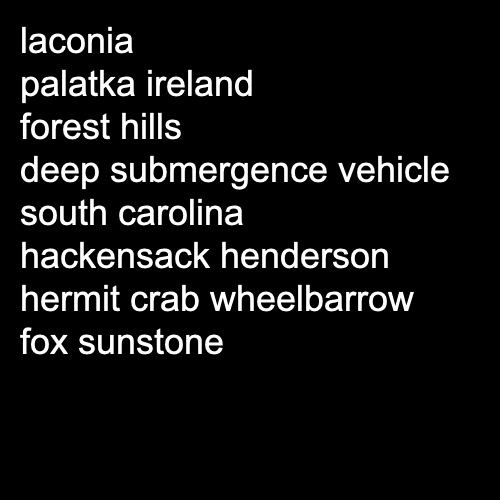 laconia
palatka ireland
forest hills
deep submergence vehicle
south carolina
hackensack henderson
hermit crab wheelbarrow
fox sunstone